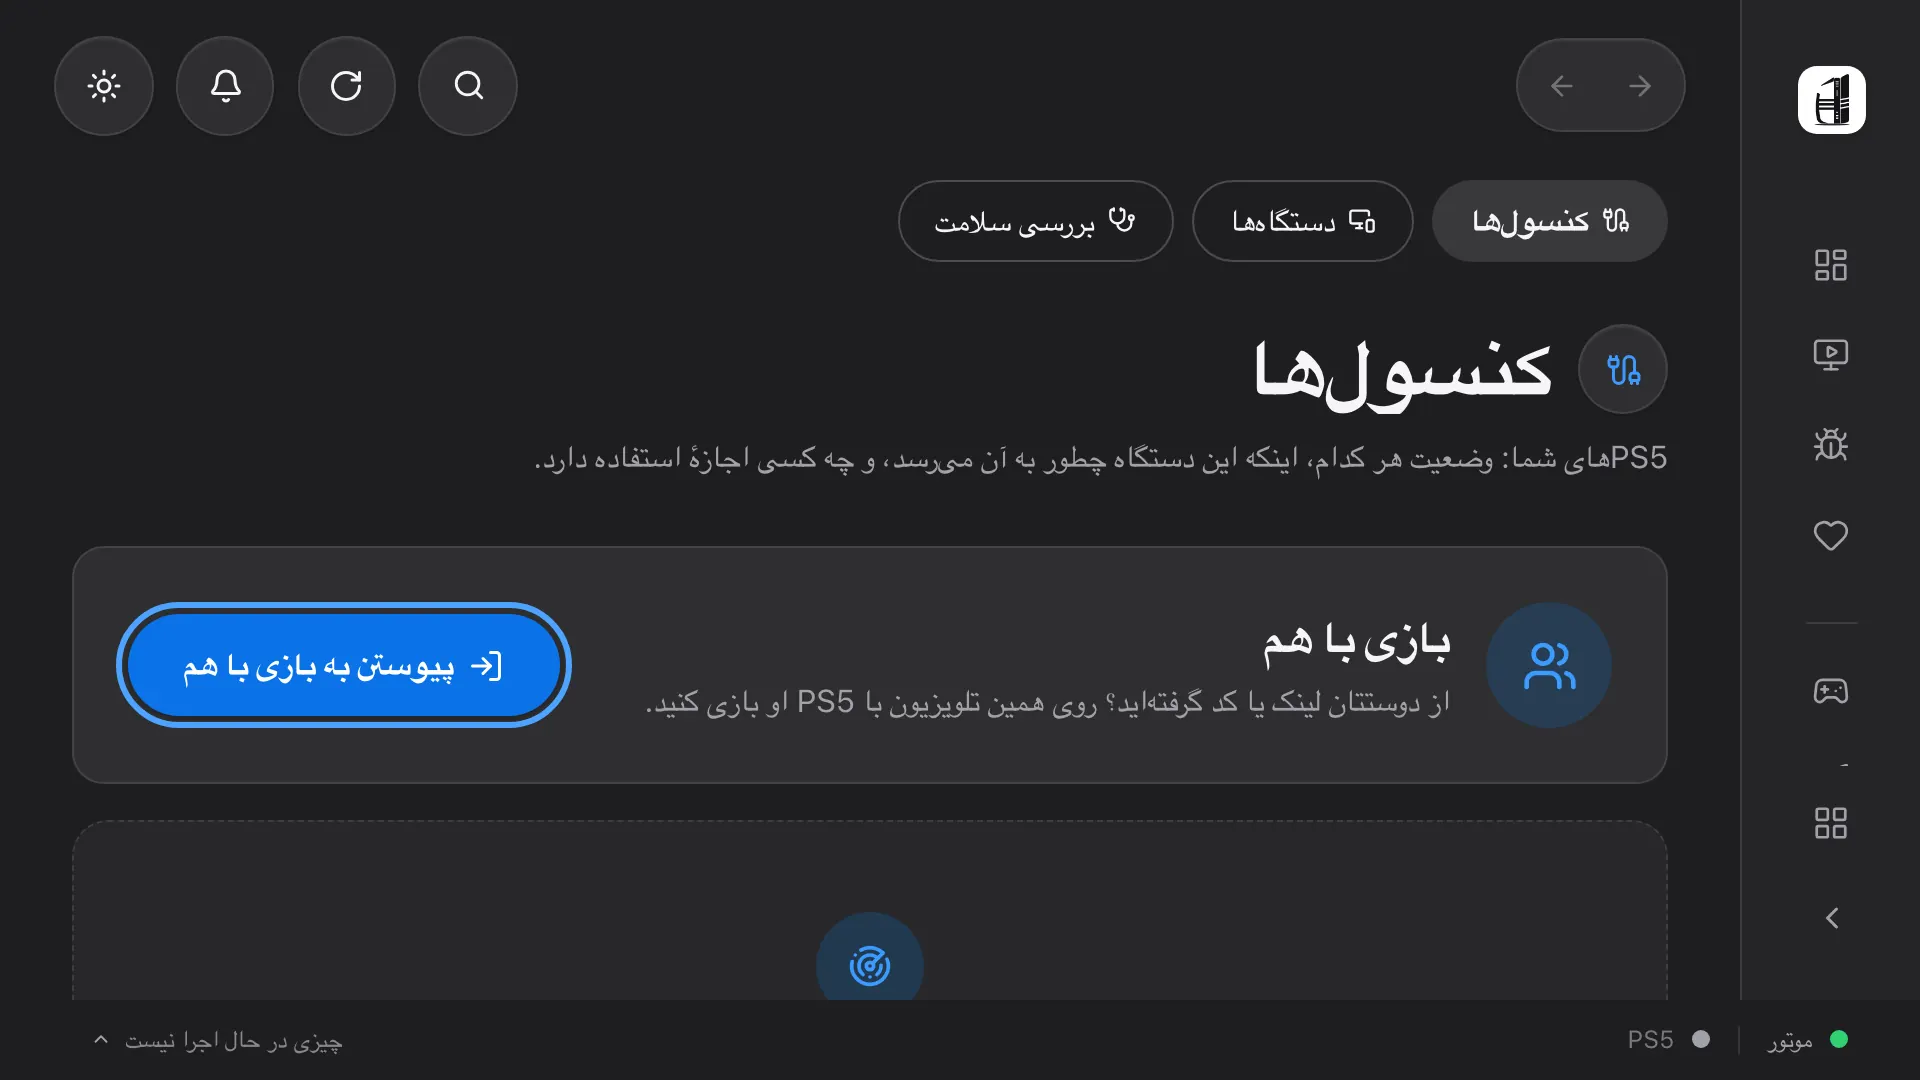 کنسول‌ها
دستگاه‌ها
بررسی سلامت
کنسول‌ها
PS5های شما: وضعیت هر کدام، اینکه این دستگاه چطور به آن می‌رسد، و چه کسی اجازهٔ استفاده دارد.
بازی با هم
از دوستتان لینک یا کد گرفته‌اید؟ روی همین تلویزیون با PS5 او بازی کنید.
پیوستن به بازی با هم
موتور
PS5
چیزی در حال اجرا نیست